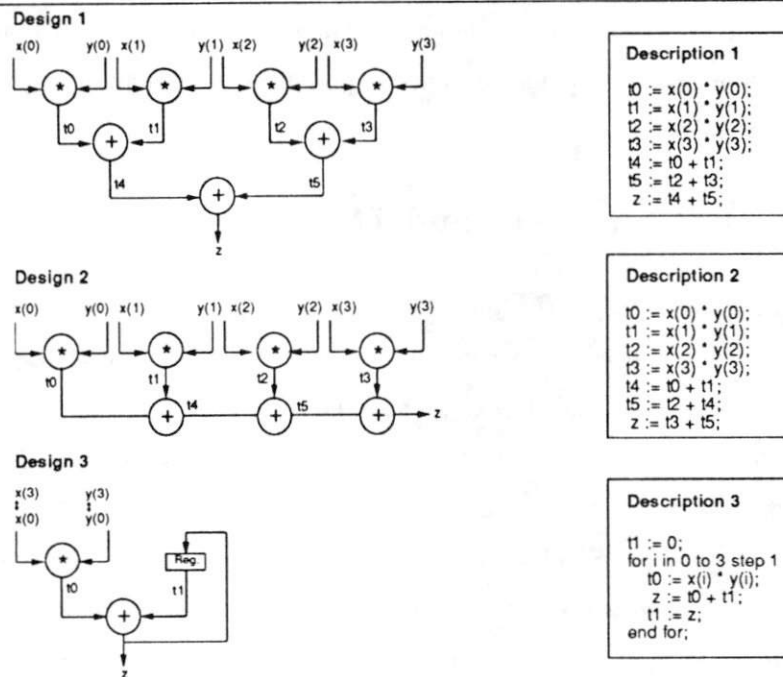 Design 1
x(0) y(0) x(1) y(1) x(2) y(2) x(3) y(3)
* * * *
t0 t1 t2 t3
+ +
t4 t5
+
z
Description 1
t0 := x(0) * y(0);
t1 := x(1) * y(1);
t2 := x(2) * y(2);
t3 := x(3) * y(3);
t4 := t0 + t1;
t5 := t2 + t3;
z := t4 + t5;
Design 2
x(0) y(0) x(1) y(1) x(2) y(2) x(3) y(3)
* * * *
t0 t1 t2 t3
+ t4 + t5 + z
Description 2
t0 := x(0) * y(0);
t1 := x(1) * y(1);
t2 := x(2) * y(2);
t3 := x(3) * y(3);
t4 := t0 + t1;
t5 := t2 + t4;
z := t3 + t5;
Design 3
x(3) y(3)
x(0) y(0)
* Reg.
t0 t1
+
z
Description 3
t1 := 0;
for i in 0 to 3 step 1
t0 := x(i) * y(i);
z := t0 + t1;
t1 := z;
end for;